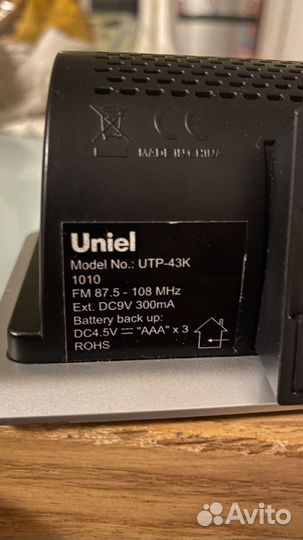 CE
MADE IN CHINA
Uniel
Model No.: UTP-43K
1010
FM 87.5 - 108 MHz
Ext. DC9V 300mA
Battery back up:
DC4.5V ⎓ "AAA" x 3
ROHS
Avito